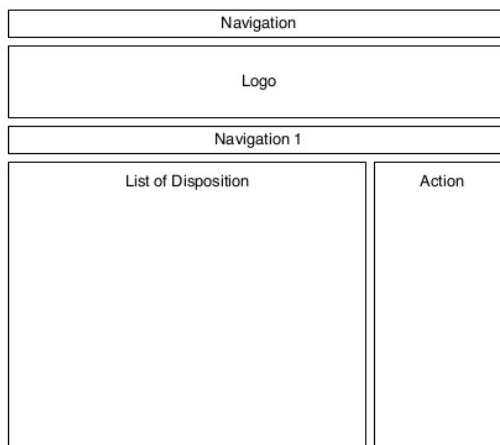 Navigation
Logo
Navigation 1
List of Disposition
Action